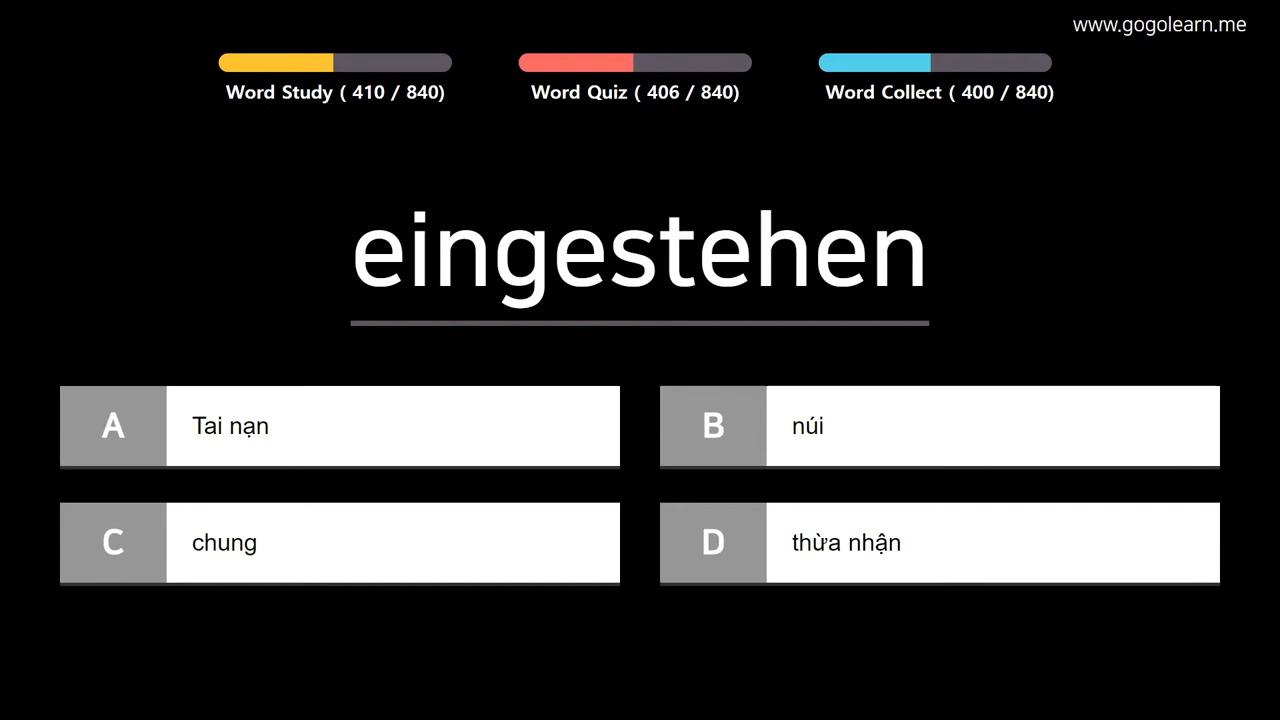 www.gogolearn.me
Word Study ( 410 / 840)
Word Quiz ( 406 / 840)
Word Collect ( 400 / 840)
eingestehen
A Tai nạn
B núi
C chung
D thừa nhận